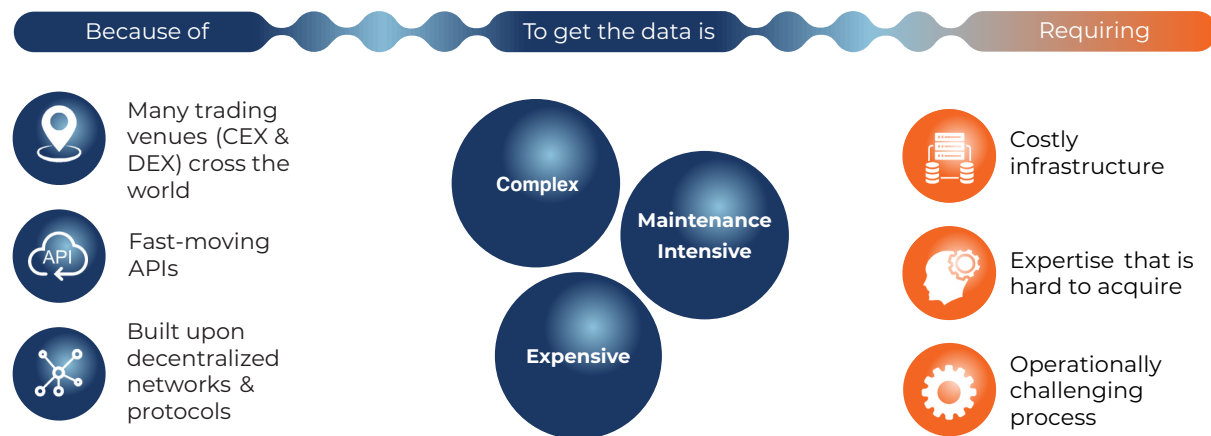 Because of
To get the data is
Requiring
Many trading
venues (CEX &
DEX) cross the
world
API
Fast-moving
APIs
Built upon
decentralized
networks &
protocols
Complex
Maintenance
Intensive
Expensive
Costly
infrastructure
Expertise that is
hard to acquire
Operationally
challenging
process